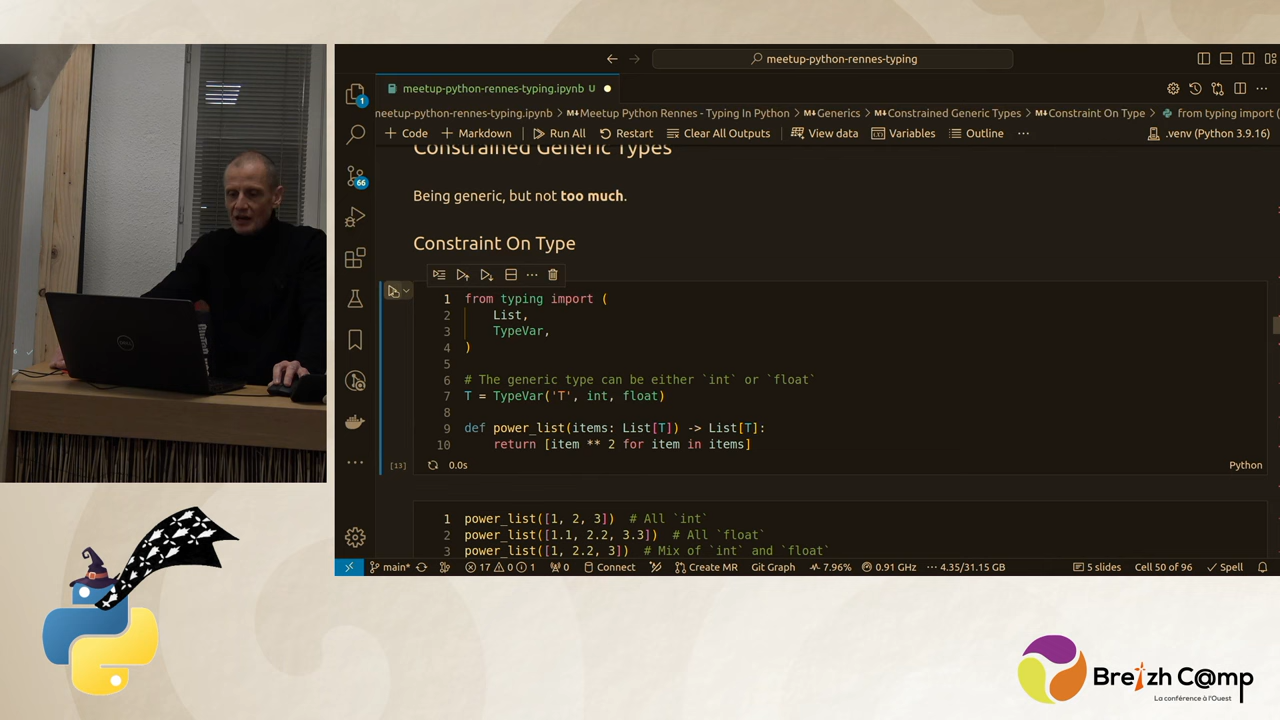 meetup-python-rennes-typing
meetup-python-rennes-typing.ipynb U
meetup-python-rennes-typing.ipynb > Meetup Python Rennes - Typing In Python > Generics > Constrained Generic Types > Constraint On Type > from typing import (
+ Code + Markdown Run All Restart Clear All Outputs View data Variables Outline ... .venv (Python 3.9.16)
Constrained Generic Types
Being generic, but not too much.
Constraint On Type
1 from typing import (
2 List,
3 TypeVar,
4 )
5
6 # The generic type can be either `int` or `float`
7 T = TypeVar('T', int, float)
8
9 def power_list(items: List[T]) -> List[T]:
10 return [item ** 2 for item in items]
[13] 0.0s Python
1 power_list([1, 2, 3]) # All `int`
2 power_list([1.1, 2.2, 3.3]) # All `float`
3 power_list([1, 2.2, 3]) # Mix of `int` and `float`
1
66
main* 17 0 1 0 Connect Create MR Git Graph 7.96% 0.91 GHz 4.35/31.15 GB 5 slides Cell 50 of 96 Spell
DELL
Breizh C@mp
La conférence à l'Ouest